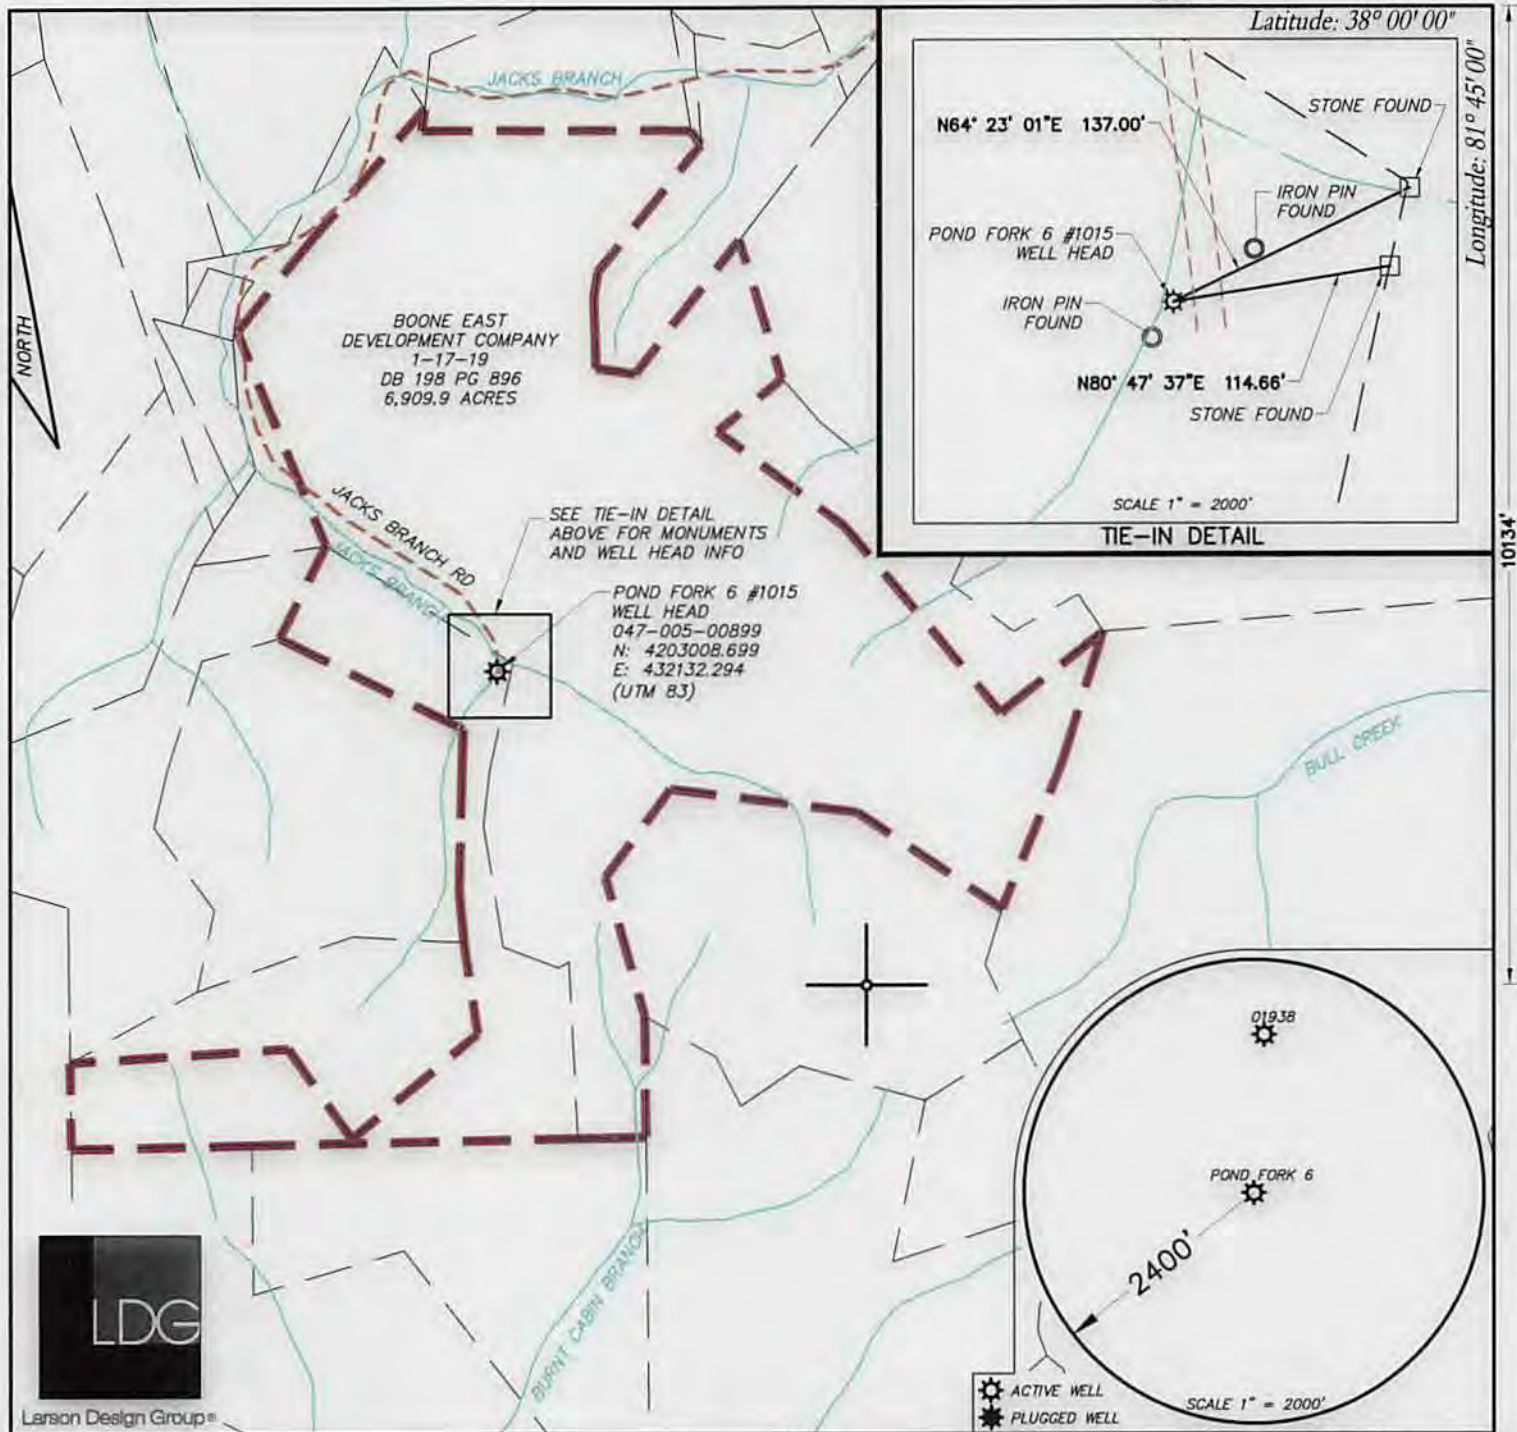 Latitude: 38° 00' 00"
Longitude: 81° 45' 00"
10134'
JACKS BRANCH
NORTH
BOONE EAST
DEVELOPMENT COMPANY
1-17-19
DB 198 PG 896
6,909.9 ACRES
N64° 23' 01"E 137.00'
STONE FOUND
IRON PIN
FOUND
POND FORK 6 #1015
WELL HEAD
IRON PIN
FOUND
N80° 47' 37"E 114.66'
STONE FOUND
SCALE 1" = 2000'
TIE-IN DETAIL
JACKS BRANCH RD
JACKS BRANCH
SEE TIE-IN DETAIL
ABOVE FOR MONUMENTS
AND WELL HEAD INFO
POND FORK 6 #1015
WELL HEAD
047-005-00899
N: 4203008.699
E: 432132.294
(UTM 83)
BULL CREEK
BURNT CABIN BRANCH
01938
POND FORK 6
2400'
SCALE 1" = 2000'
ACTIVE WELL
PLUGGED WELL
LDG
Larson Design Group®